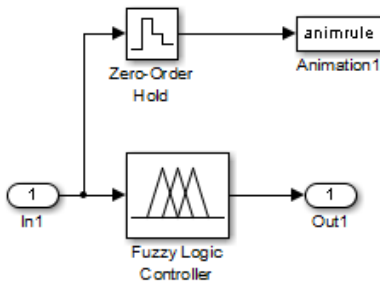 animrule
Zero-Order
Hold
Animation1
1
In1
Fuzzy Logic
Controller
1
Out1